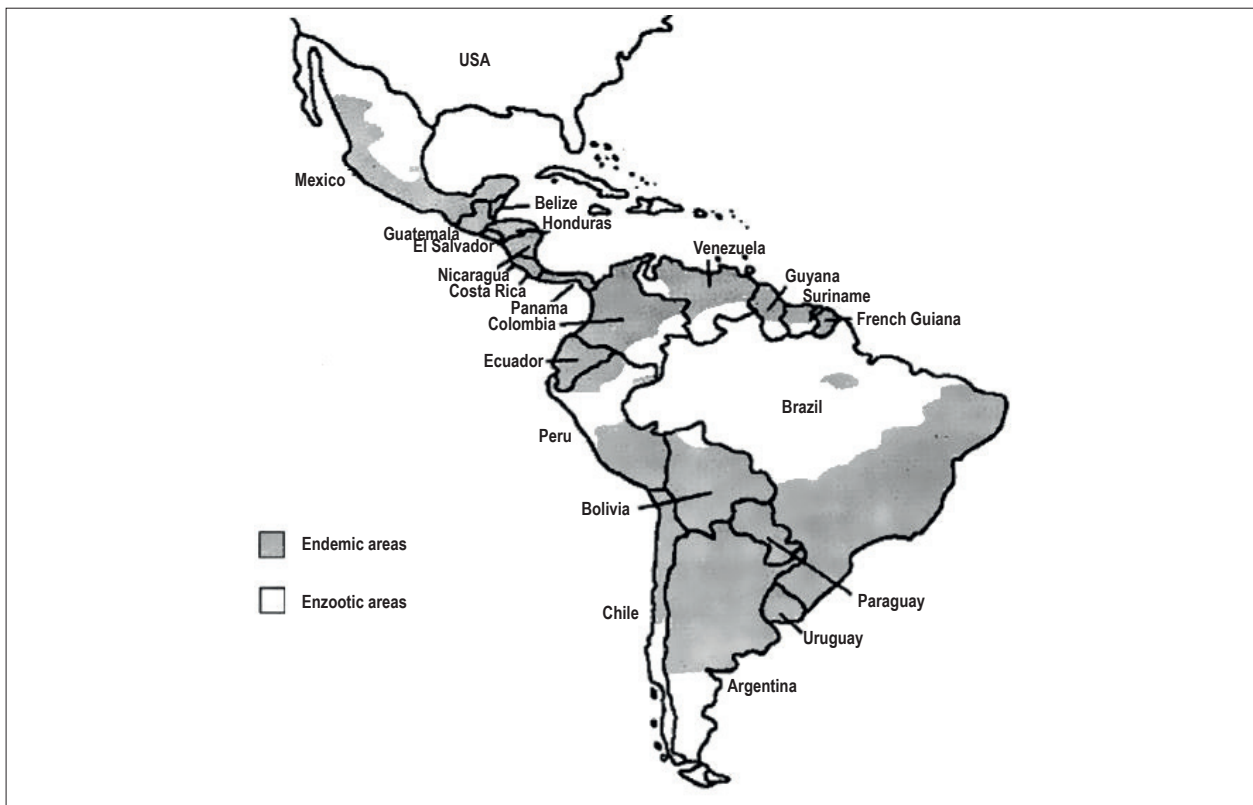 USA
Mexico
Belize
Honduras
Guatemala
El Salvador
Nicaragua
Costa Rica
Panama
Colombia
Venezuela
Guyana
Suriname
French Guiana
Ecuador
Brazil
Peru
Bolivia
Endemic areas
Enzootic areas
Chile
Paraguay
Uruguay
Argentina